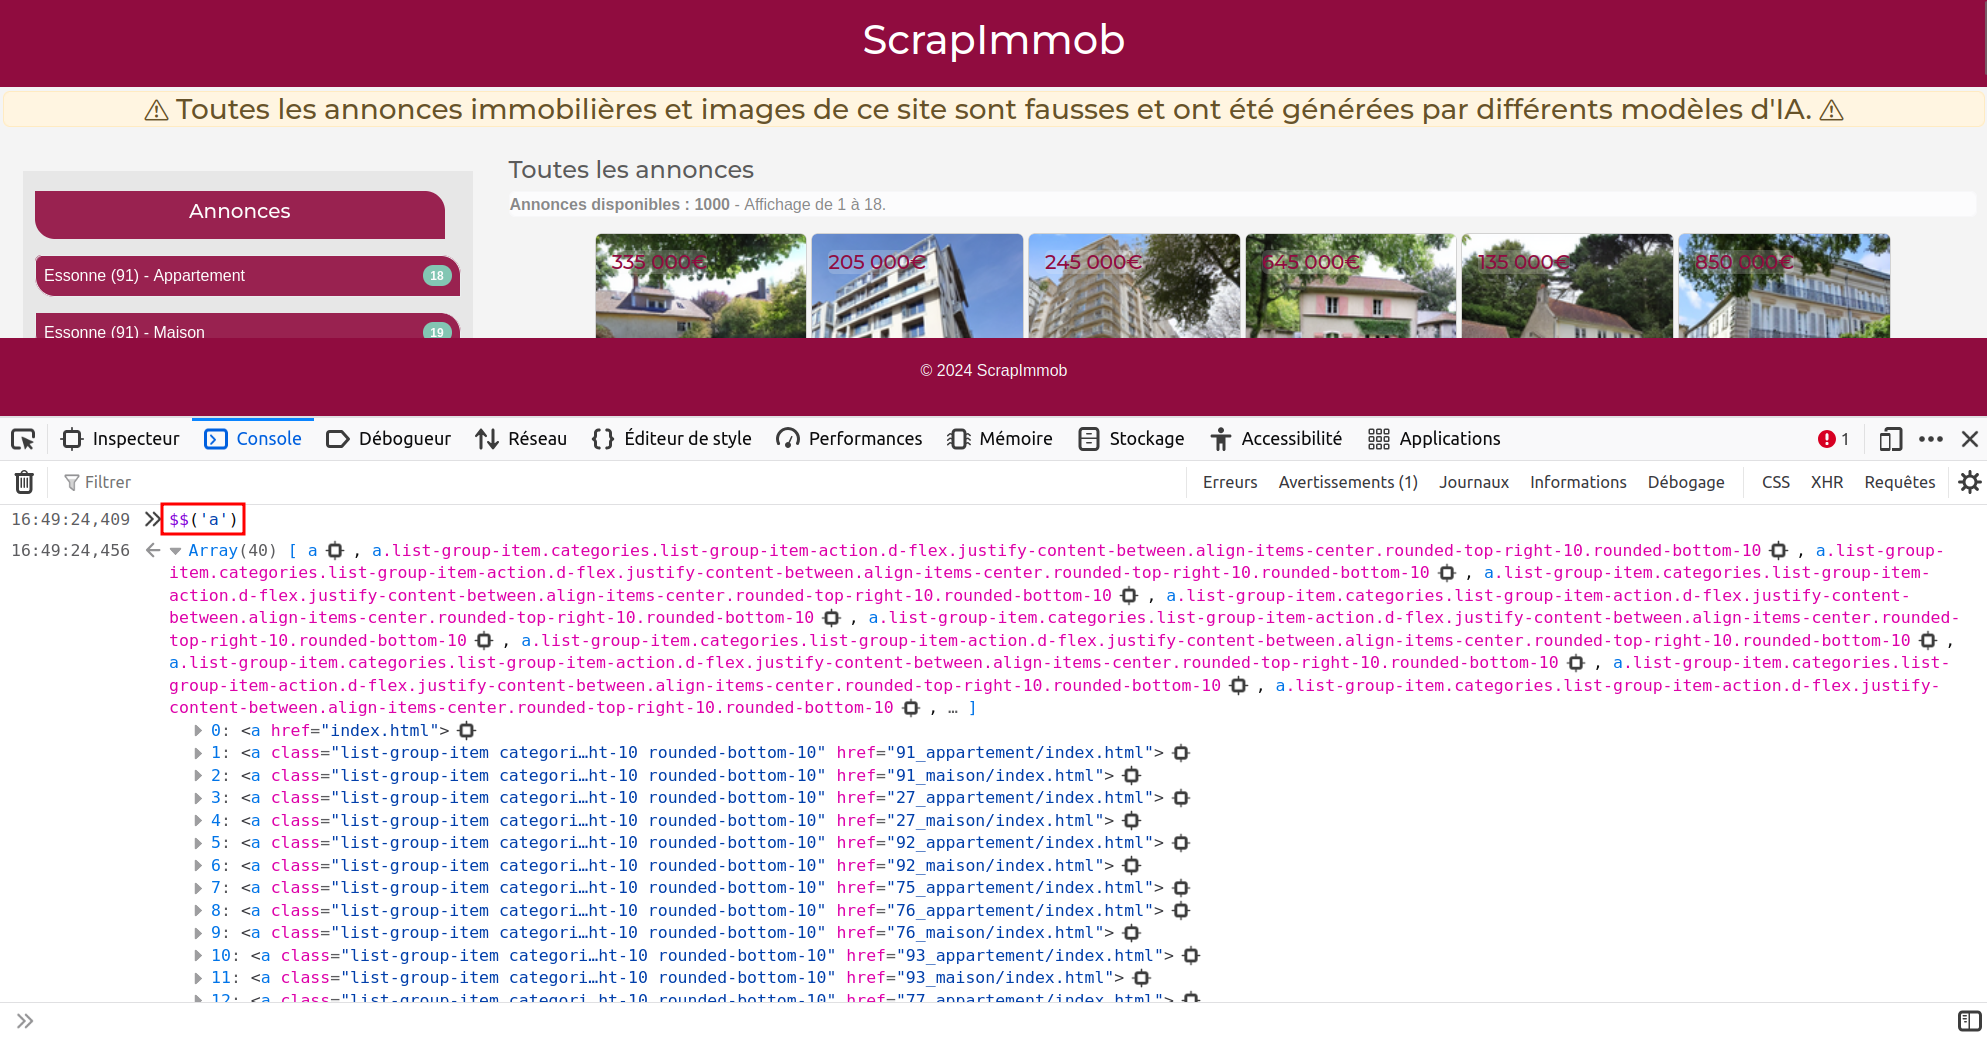 ScrapImmob
⚠ Toutes les annonces immobilières et images de ce site sont fausses et ont été générées par différents modèles d'IA. ⚠
Annonces
Essonne (91) - Appartement 18
Essonne (91) - Maison 19
Toutes les annonces
Annonces disponibles : 1000 - Affichage de 1 à 18.
335 000€ 205 000€ 245 000€ 645 000€ 135 000€ 850 000€
© 2024 ScrapImmob
Inspecteur Console Débogueur Réseau Éditeur de style Performances Mémoire Stockage Accessibilité Applications 1
Filtrer Erreurs Avertissements (1) Journaux Informations Débogage CSS XHR Requêtes
16:49:24,409 $$('a')
16:49:24,456 Array(40) [ a , a.list-group-item.categories.list-group-item-action.d-flex.justify-content-between.align-items-center.rounded-top-right-10.rounded-bottom-10 , a.list-group-
item.categories.list-group-item-action.d-flex.justify-content-between.align-items-center.rounded-top-right-10.rounded-bottom-10 , a.list-group-item.categories.list-group-item-
action.d-flex.justify-content-between.align-items-center.rounded-top-right-10.rounded-bottom-10 , a.list-group-item.categories.list-group-item-action.d-flex.justify-content-
between.align-items-center.rounded-top-right-10.rounded-bottom-10 , a.list-group-item.categories.list-group-item-action.d-flex.justify-content-between.align-items-center.rounded-
top-right-10.rounded-bottom-10 , a.list-group-item.categories.list-group-item-action.d-flex.justify-content-between.align-items-center.rounded-top-right-10.rounded-bottom-10 ,
a.list-group-item.categories.list-group-item-action.d-flex.justify-content-between.align-items-center.rounded-top-right-10.rounded-bottom-10 , a.list-group-item.categories.list-
group-item-action.d-flex.justify-content-between.align-items-center.rounded-top-right-10.rounded-bottom-10 , a.list-group-item.categories.list-group-item-action.d-flex.justify-
content-between.align-items-center.rounded-top-right-10.rounded-bottom-10 , … ]
0: <a href="index.html">
1: <a class="list-group-item categori…ht-10 rounded-bottom-10" href="91_appartement/index.html">
2: <a class="list-group-item categori…ht-10 rounded-bottom-10" href="91_maison/index.html">
3: <a class="list-group-item categori…ht-10 rounded-bottom-10" href="27_appartement/index.html">
4: <a class="list-group-item categori…ht-10 rounded-bottom-10" href="27_maison/index.html">
5: <a class="list-group-item categori…ht-10 rounded-bottom-10" href="92_appartement/index.html">
6: <a class="list-group-item categori…ht-10 rounded-bottom-10" href="92_maison/index.html">
7: <a class="list-group-item categori…ht-10 rounded-bottom-10" href="75_appartement/index.html">
8: <a class="list-group-item categori…ht-10 rounded-bottom-10" href="76_appartement/index.html">
9: <a class="list-group-item categori…ht-10 rounded-bottom-10" href="76_maison/index.html">
10: <a class="list-group-item categori…ht-10 rounded-bottom-10" href="93_appartement/index.html">
11: <a class="list-group-item categori…ht-10 rounded-bottom-10" href="93_maison/index.html">
12: <a class="list-group-item categori…ht-10 rounded-bottom-10" href="77_appartement/index.html">